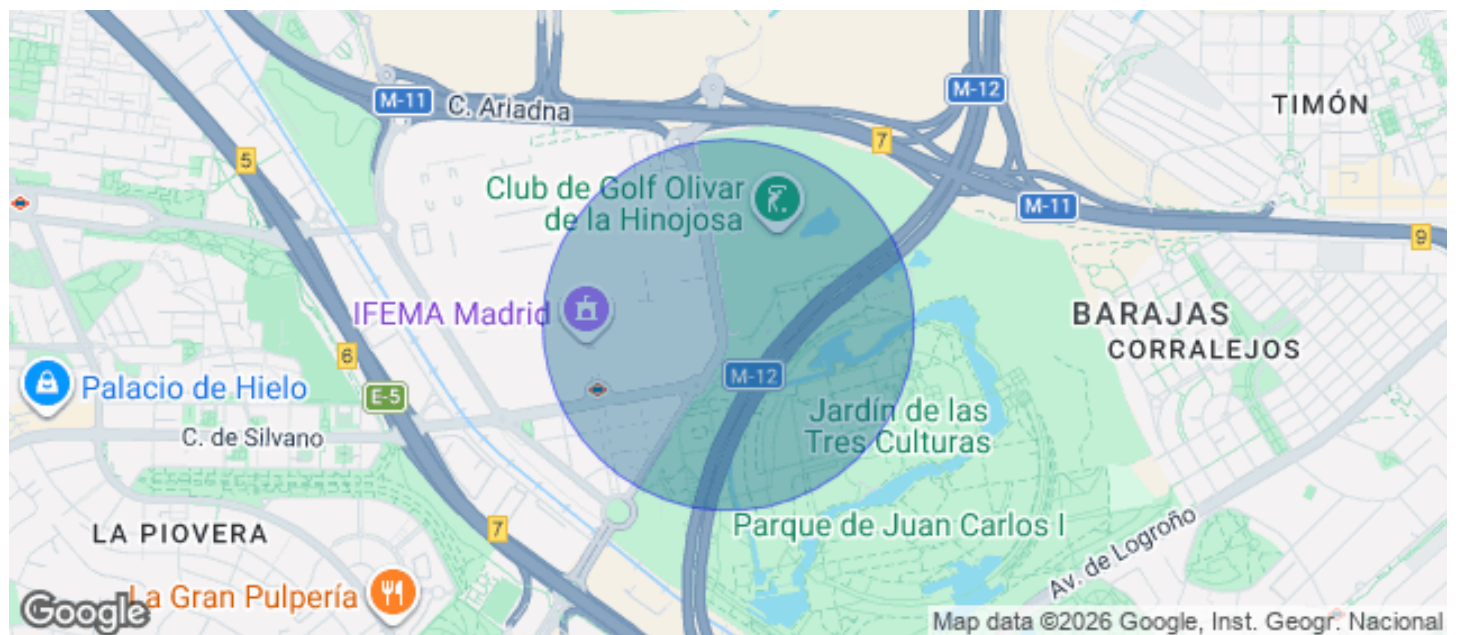 M-12
TIMÓN
M-11
C. Ariadna
7
5
Club de Golf Olivar
de la Hinojosa
M-11
9
IFEMA Madrid
BARAJAS
CORRALEJOS
6
Palacio de Hielo
E-5
M-12
C. de Silvano
Jardín de las
Tres Culturas
LA PIOVERA
7
Parque de Juan Carlos I
Av. de Logroño
La Gran Pulpería
Google
Map data ©2026 Google, Inst. Geogr. Nacional